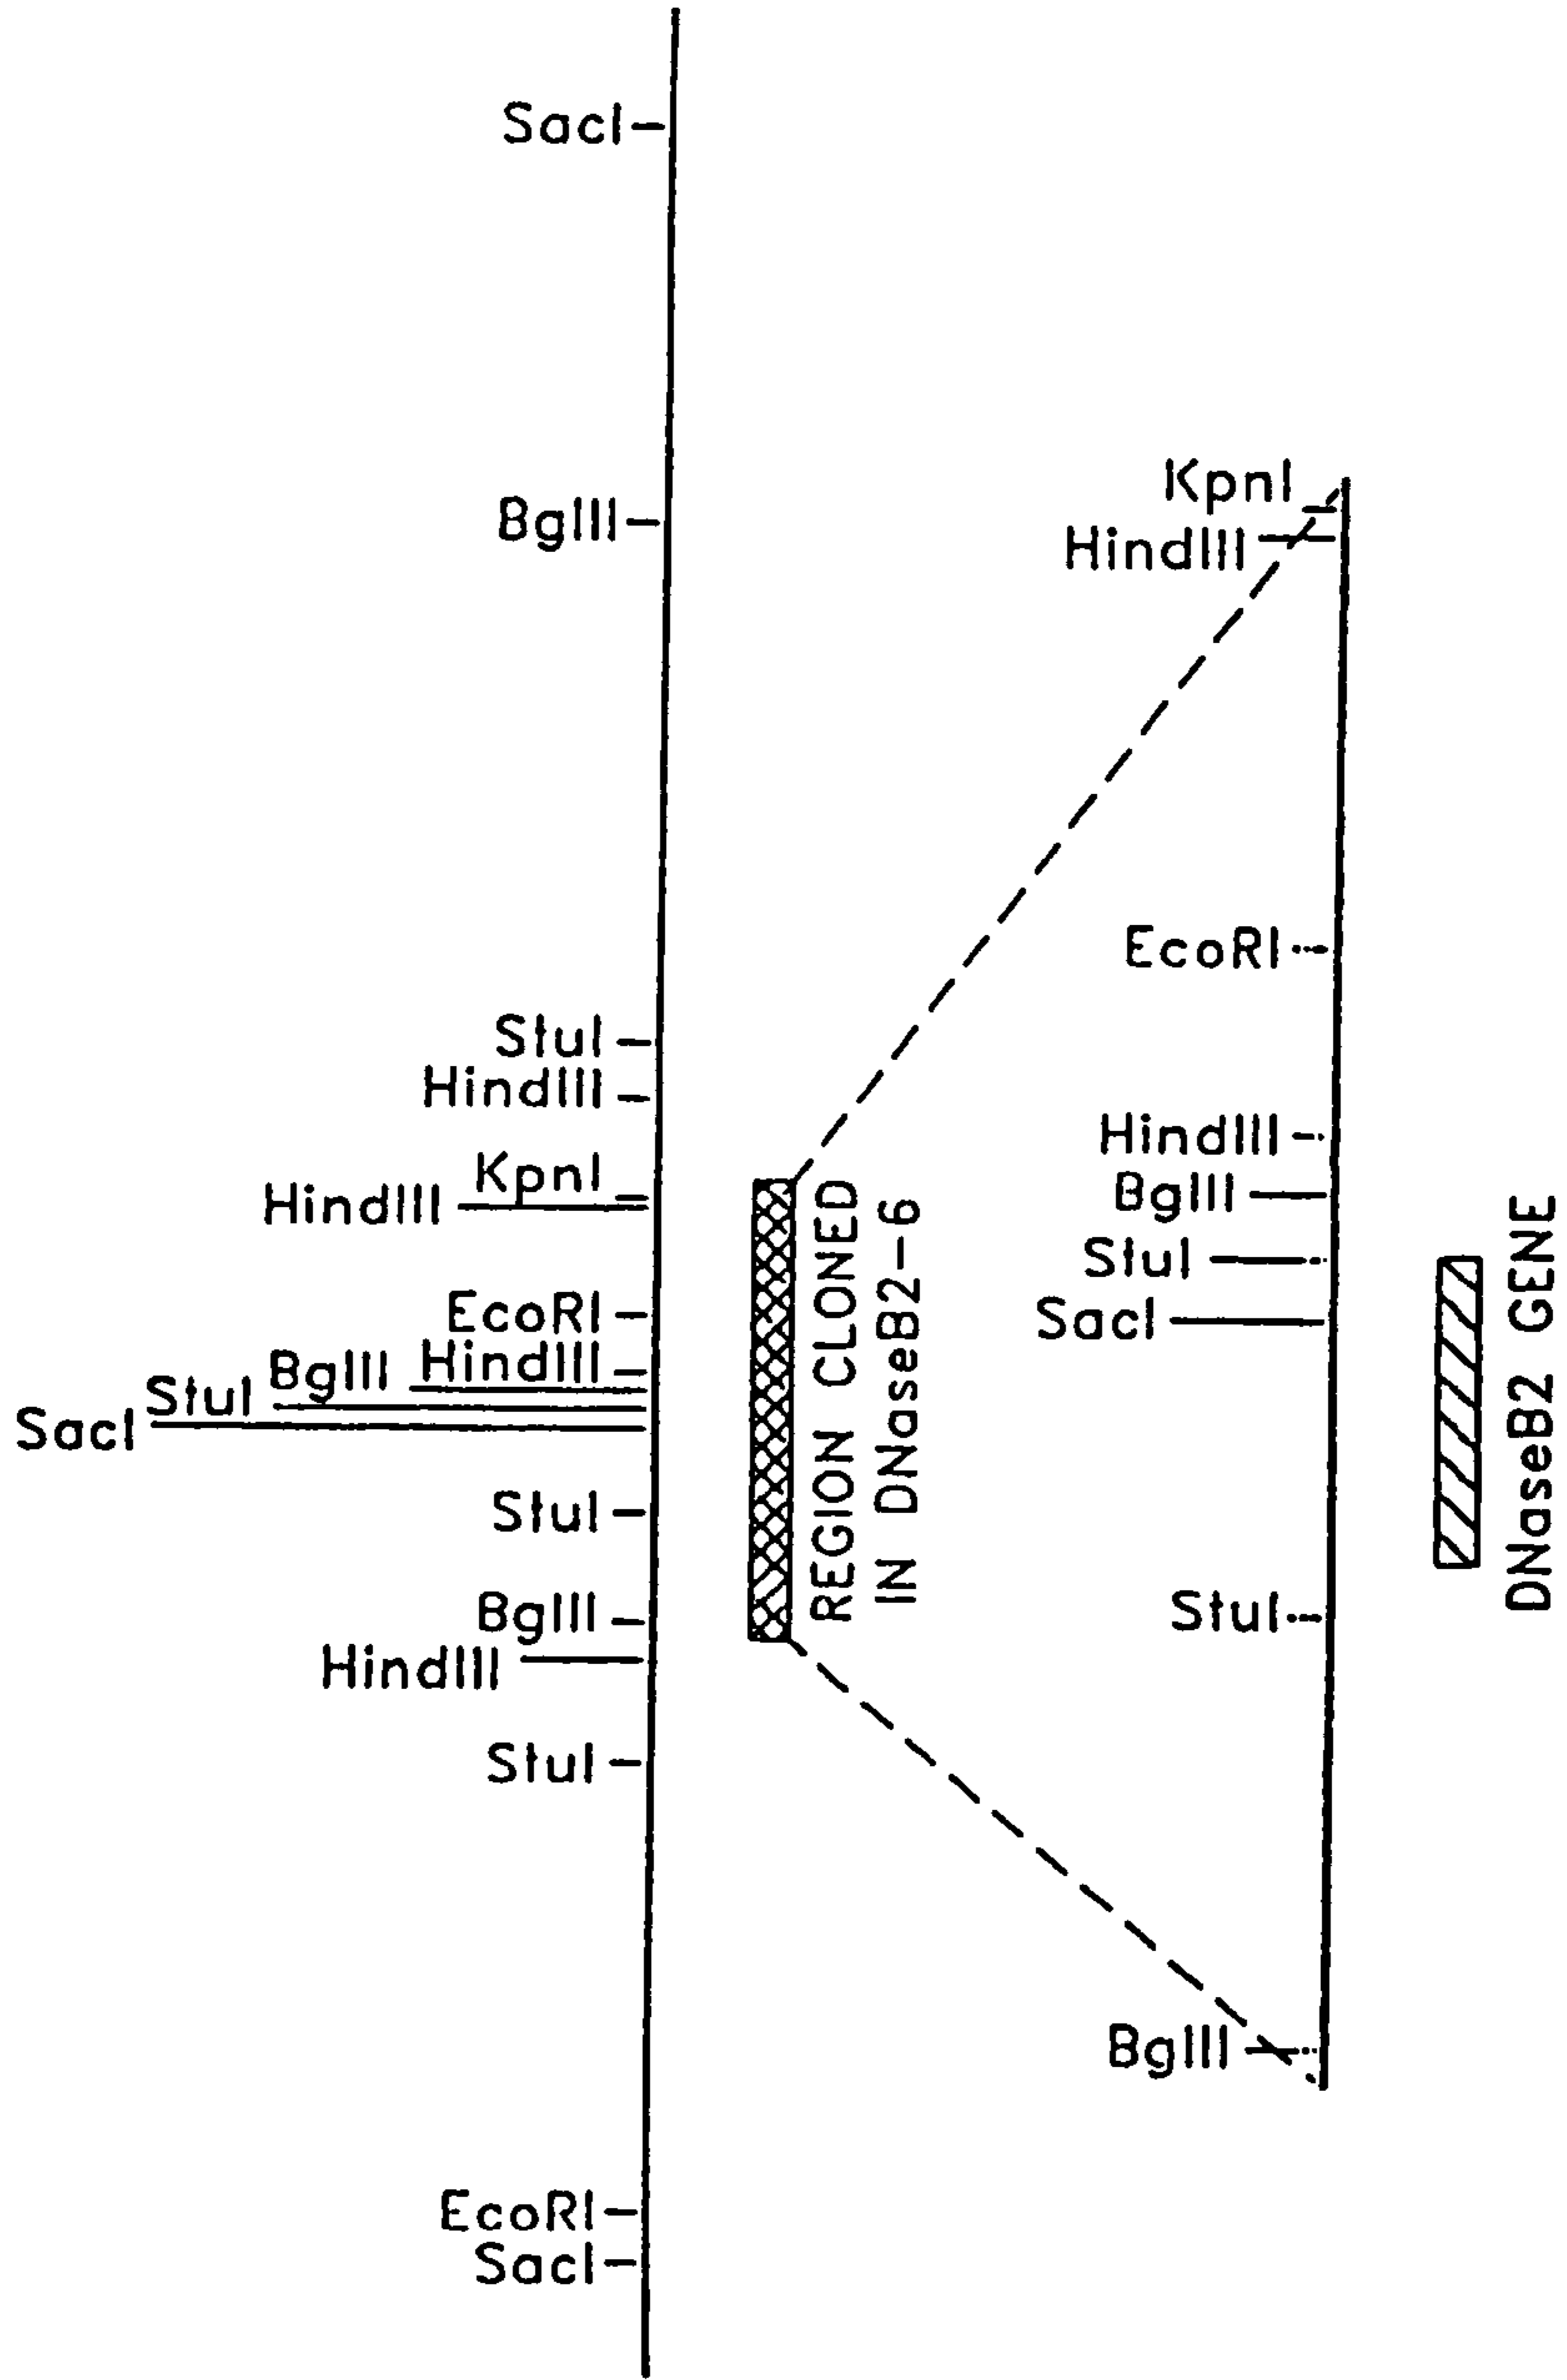 SacI
BglII
StuI
HindIII
KpnI
HindIII
EcoRI
HindIII
BglII
StuI
SacI
StuI
BglII
HindIII
StuI
EcoRI
SacI
REGION CLONED
IN DNaseB2-6
KpnI
HindIII
EcoRI
HindIII
BglII
StuI
SacI
StuI
BglII
DNaseB2 GENE